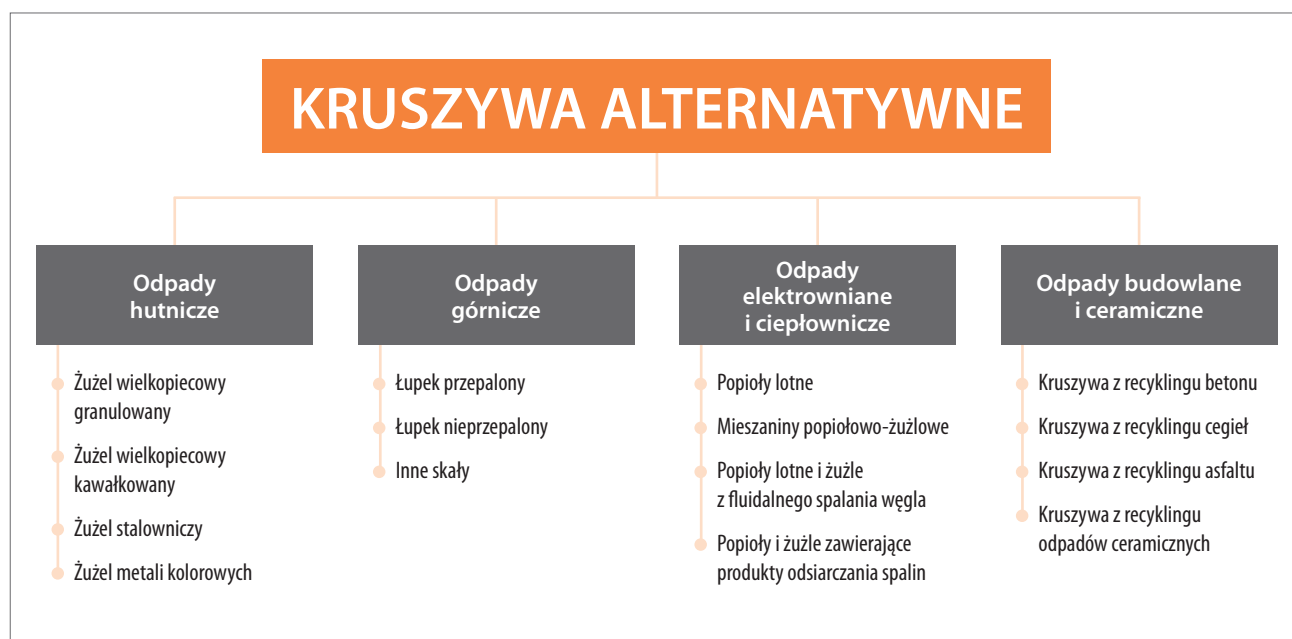 KRUSZYWA ALTERNATYWNE
Odpady
hutnicze
Żużel wielkopiecowy
granulowany
Żużel wielkopiecowy
kawałkowany
Żużel stalowniczy
Żużel metali kolorowych
Odpady
górnicze
Łupek przepalony
Łupek nieprzepalony
Inne skały
Odpady
elektrowniane
i ciepłownicze
Popioły lotne
Mieszaniny popiołowo-żużlowe
Popioły lotne i żużle
z fluidalnego spalania węgla
Popioły i żużle zawierające
produkty odsiarczania spalin
Odpady budowlane
i ceramiczne
Kruszywa z recyklingu betonu
Kruszywa z recyklingu cegieł
Kruszywa z recyklingu asfaltu
Kruszywa z recyklingu
odpadów ceramicznych